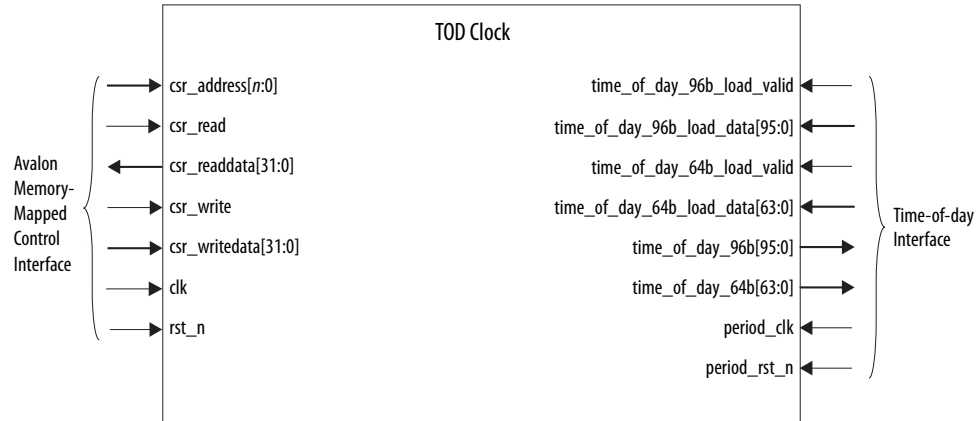 TOD Clock
Avalon
Memory-
Mapped
Control
Interface
csr_address[n:0]
csr_read
csr_readdata[31:0]
csr_write
csr_writedata[31:0]
clk
rst_n
time_of_day_96b_load_valid
time_of_day_96b_load_data[95:0]
time_of_day_64b_load_valid
time_of_day_64b_load_data[63:0]
time_of_day_96b[95:0]
time_of_day_64b[63:0]
period_clk
period_rst_n
Time-of-day
Interface